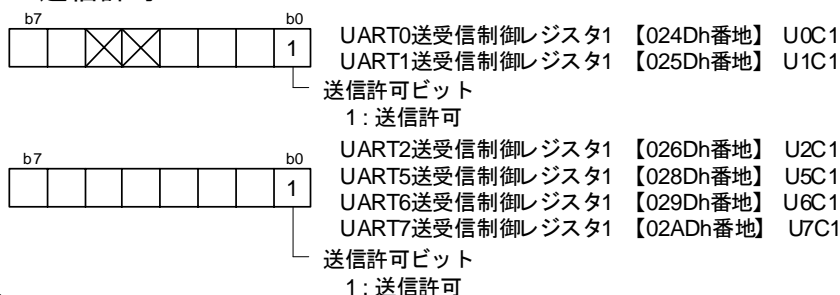 b7 b0
1
UART0送受信制御レジスタ1 【024Dh番地】 U0C1
UART1送受信制御レジスタ1 【025Dh番地】 U1C1
送信許可ビット
1 : 送信許可
b7 b0
1
UART2送受信制御レジスタ1 【026Dh番地】 U2C1
UART5送受信制御レジスタ1 【028Dh番地】 U5C1
UART6送受信制御レジスタ1 【029Dh番地】 U6C1
UART7送受信制御レジスタ1 【02ADh番地】 U7C1
送信許可ビット
1 : 送信許可